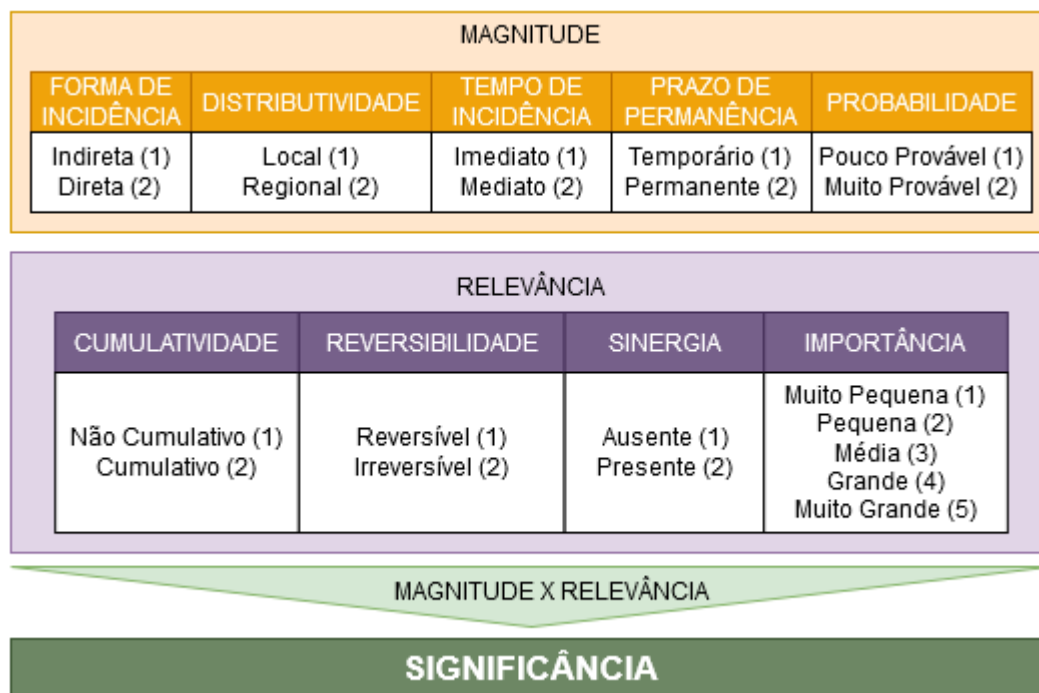 MAGNITUDE
FORMA DE
INCIDÊNCIA
DISTRIBUTIVIDADE
TEMPO DE
INCIDÊNCIA
PRAZO DE
PERMANÊNCIA
PROBABILIDADE
Indireta (1)
Direta (2)
Local (1)
Regional (2)
Imediato (1)
Mediato (2)
Temporário (1)
Permanente (2)
Pouco Provável (1)
Muito Provável (2)
RELEVÂNCIA
CUMULATIVIDADE
REVERSIBILIDADE
SINERGIA
IMPORTÂNCIA
Não Cumulativo (1)
Cumulativo (2)
Reversível (1)
Irreversível (2)
Ausente (1)
Presente (2)
Muito Pequena (1)
Pequena (2)
Média (3)
Grande (4)
Muito Grande (5)
MAGNITUDE X RELEVÂNCIA
SIGNIFICÂNCIA